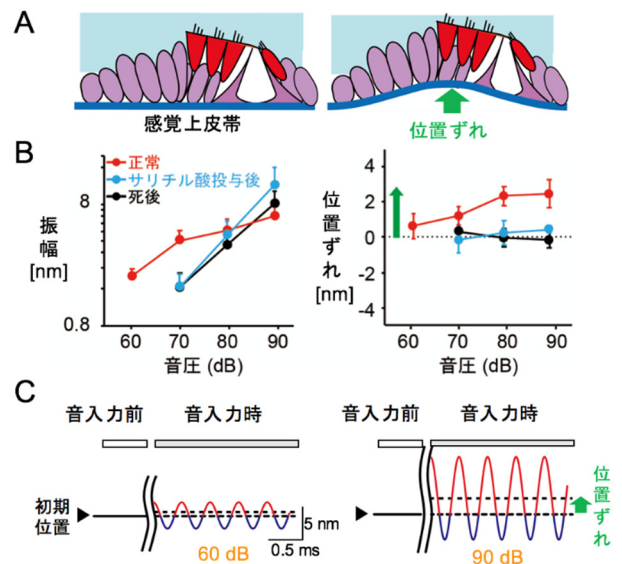 A
感覚上皮帯
位置ずれ
B
正常
サリチル酸投与後
死後
振幅
[nm]
8
0.8
60 70 80 90
音圧 (dB)
位置ずれ
[nm]
4
2
0
-2
-4
60 70 80 90
音圧 (dB)
C
音入力前 音入力時
初期
位置
5 nm
0.5 ms
60 dB
音入力前 音入力時
90 dB
位置ずれ